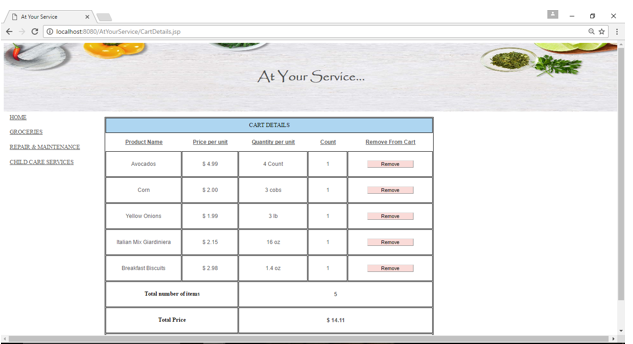 At Your Service
localhost:8080/AtYourService/CartDetails.jsp
At Your Service...
HOME
GROCERIES
REPAIR & MAINTENANCE
CHILD CARE SERVICES
CART DETAILS
Product Name Price per unit Quantity per unit Count Remove From Cart
Avocados $ 4.99 4 Count 1 Remove
Corn $ 2.00 3 cobs 1 Remove
Yellow Onions $ 1.99 3 lb 1 Remove
Italian Mix Giardiniera $ 2.15 16 oz 1 Remove
Breakfast Biscuits $ 2.98 1.4 oz 1 Remove
Total number of items 5
Total Price $ 14.11